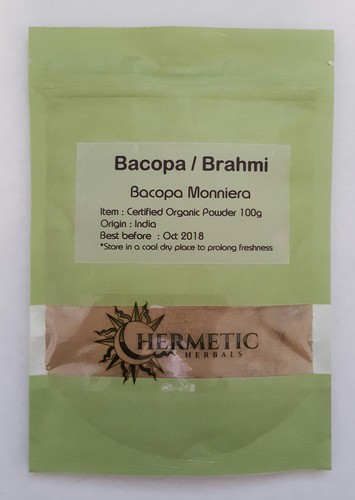 Bacopa / Brahmi
Bacopa Monniera
Item : Certified Organic Powder 100g
Origin : India
Best before : Oct 2018
*Store in a cool dry place to prolong freshness
HERMETIC
HERBALS